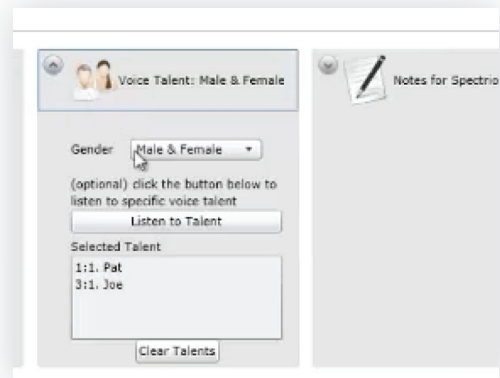 Voice Talent: Male & Female
Gender Male & Female
(optional) click the button below to
listen to specific voice talent
Listen to Talent
Selected Talent
1:1. Pat
3:1. Joe
Clear Talents
Notes for Spectrio